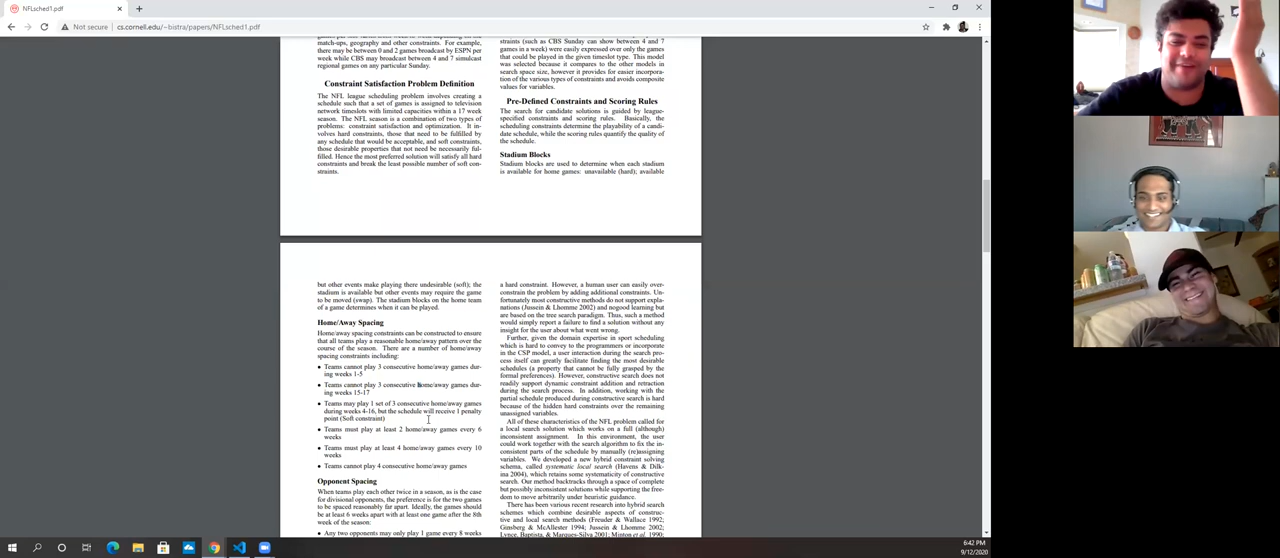 NFLsched1.pdf
Not secure | cs.cornell.edu/~bistra/papers/NFLsched1.pdf
match-ups, geography and other constraints. For example,
there may be between 0 and 2 games broadcast by ESPN per
week while CBS may broadcast between 4 and 7 simulcast
regional games on any particular Sunday.
Constraint Satisfaction Problem Definition
The NFL league scheduling problem involves creating a
schedule such that a set of games is assigned to television
network timeslots with limited capacities within a 17 week
season. The NFL season is a combination of two types of
problems: constraint satisfaction and optimization. It in-
volves hard constraints, those that need to be fulfilled by
any schedule that would be acceptable, and soft constraints,
those desirable properties that not need be necessarily ful-
filled. Hence the most preferred solution will satisfy all hard
constraints and break the least possible number of soft con-
straints.
straints (such as CBS Sunday can show between 4 and 7
games in a week) were easily expressed over only the games
that could be played in the given timeslot type. This model
was selected because it compares to the other models in
search space size, however it provides for easier incorpora-
tion of the various types of constraints and avoids composite
values for variables.
Pre-Defined Constraints and Scoring Rules
The search for candidate solutions is guided by league-
specified constraints and scoring rules. Basically, the
scheduling constraints determine the playability of a candi-
date schedule, while the scoring rules quantify the quality of
the schedule.
Stadium Blocks
Stadium blocks are used to determine when each stadium
is available for home games: unavailable (hard); available
but other events make playing there undesirable (soft); the
stadium is available but other events may require the game
to be moved (swap). The stadium blocks on the home team
of a game determines when it can be played.
Home/Away Spacing
Home/away spacing constraints can be constructed to ensure
that all teams play a reasonable home/away pattern over the
course of the season. There are a number of home/away
spacing constraints including:
• Teams cannot play 3 consecutive home/away games dur-
ing weeks 1-5
• Teams cannot play 3 consecutive home/away games dur-
ing weeks 15-17
• Teams may play 1 set of 3 consecutive home/away games
during weeks 4-16, but the schedule will receive 1 penalty
point (Soft constraint)
• Teams must play at least 2 home/away games every 6
weeks
• Teams must play at least 4 home/away games every 10
weeks
• Teams cannot play 4 consecutive home/away games
Opponent Spacing
When teams play each other twice in a season, as is the case
for divisional opponents, the preference is for the two games
to be spaced reasonably far apart. Ideally, the games should
be at least 6 weeks apart with at least one game after the 8th
week of the season:
• Any two opponents may only play 1 game every 8 weeks
a hard constraint. However, a human user can easily over-
constrain the problem by adding additional constraints. Un-
fortunately most constructive methods do not support expla-
nations (Jussein & Lhomme 2002) and nogood learning but
are based on the tree search paradigm. Thus, such a method
would simply report a failure to find a solution without any
insight for the user about what went wrong.
Further, given the domain expertise in sport scheduling
which is hard to convey to the programmers or incorporate
in the CSP model, a user interaction during the search pro-
cess itself can greatly facilitate finding the most desirable
schedules (a property that cannot be fully grasped by the
formal preferences). However, constructive search does not
readily support dynamic constraint addition and retraction
during the search process. In addition, working with the
partial schedule produced during constructive search is hard
because of the hidden hard constraints over the remaining
unassigned variables.
All of these characteristics of the NFL problem called for
a local search solution which works on a full (although)
inconsistent assignment. In this environment, the user
could work together with the search algorithm to fix the in-
consistent parts of the schedule by manually (re)assigning
variables. We developed a new hybrid constraint solving
schema, called systematic local search (Havens & Dilk-
ina 2004), which retains some systematicity of constructive
search. Our method backtracks through a space of complete
but possibly inconsistent solutions while supporting the free-
dom to move arbitrarily under heuristic guidance.
There has been various recent research into hybrid search
schemes which combine desirable aspects of construc-
tive and local search methods (Freuder & Wallace 1992;
Ginsberg & McAllester 1994; Jussein & Lhomme 2002;
Lynce, Baptista, & Marques-Silva 2001; Minton et al. 1990;
6:42 PM
9/12/2020